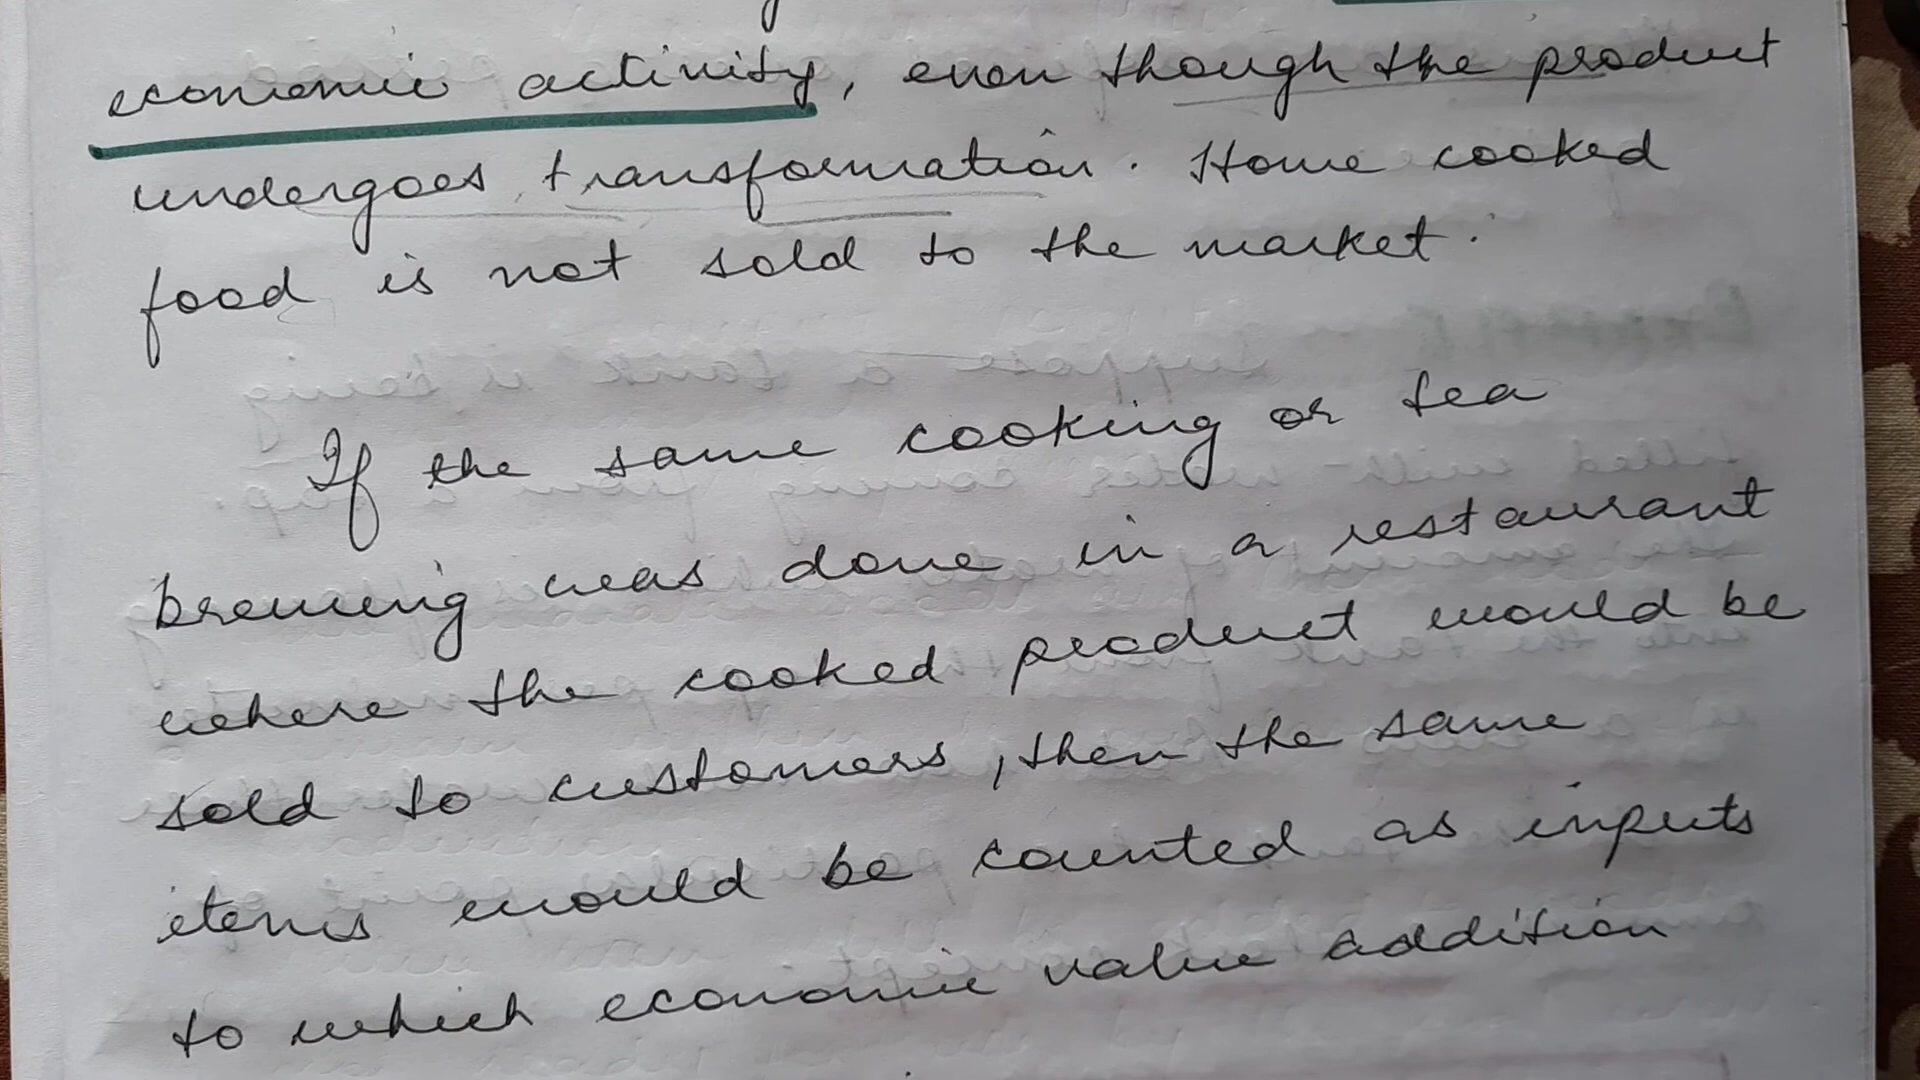 economic activity, even though the product
undergoes transformation. Home cooked
food is not sold to the market.
If the same cooking or tea
brewing was done in a restaurant
where the cooked product would be
sold to customers, then the same
items would be counted as inputs
to which economic value addition